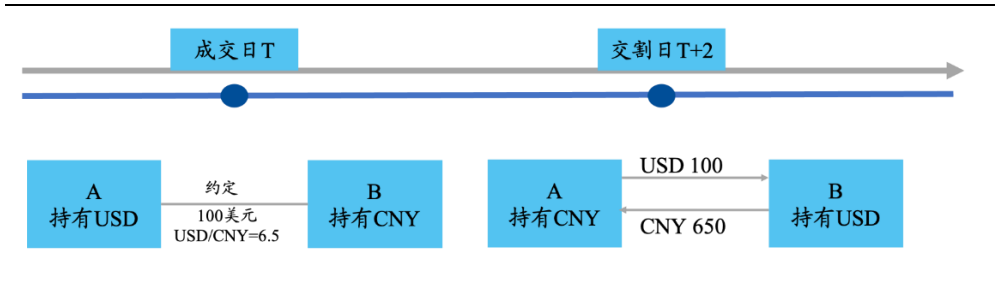 成交日T
交割日T+2
A
持有USD
约定
100美元
USD/CNY=6.5
B
持有CNY
A
持有CNY
USD 100
CNY 650
B
持有USD